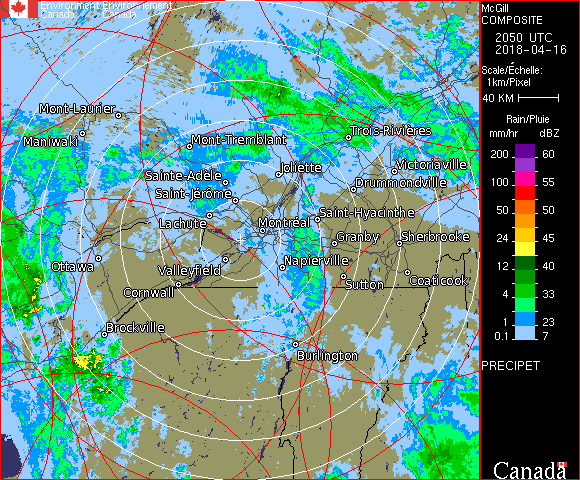 Environment Environnement
Canada Canada
McGill
COMPOSITE
2050 UTC
2018-04-16
Scale/Échelle:
1km/Pixel
40 KM
Rain/Pluie
mm/hr dBZ
200 60
100 55
50 50
24 45
12 40
4 33
1 23
0.1 7
PRECIPET
Canada
Mont-Laurier
Maniwaki
Mont-Tremblant
Trois-Rivières
Victoriaville
Joliette
Sainte-Adele
Drummondville
Saint-Jérôme
Saint-Hyacinthe
Lachute
Montréal
Granby
Sherbrooke
Ottawa
Valleyfield
Napierville
Sutton
Coaticook
Cornwall
Brockville
Burlington